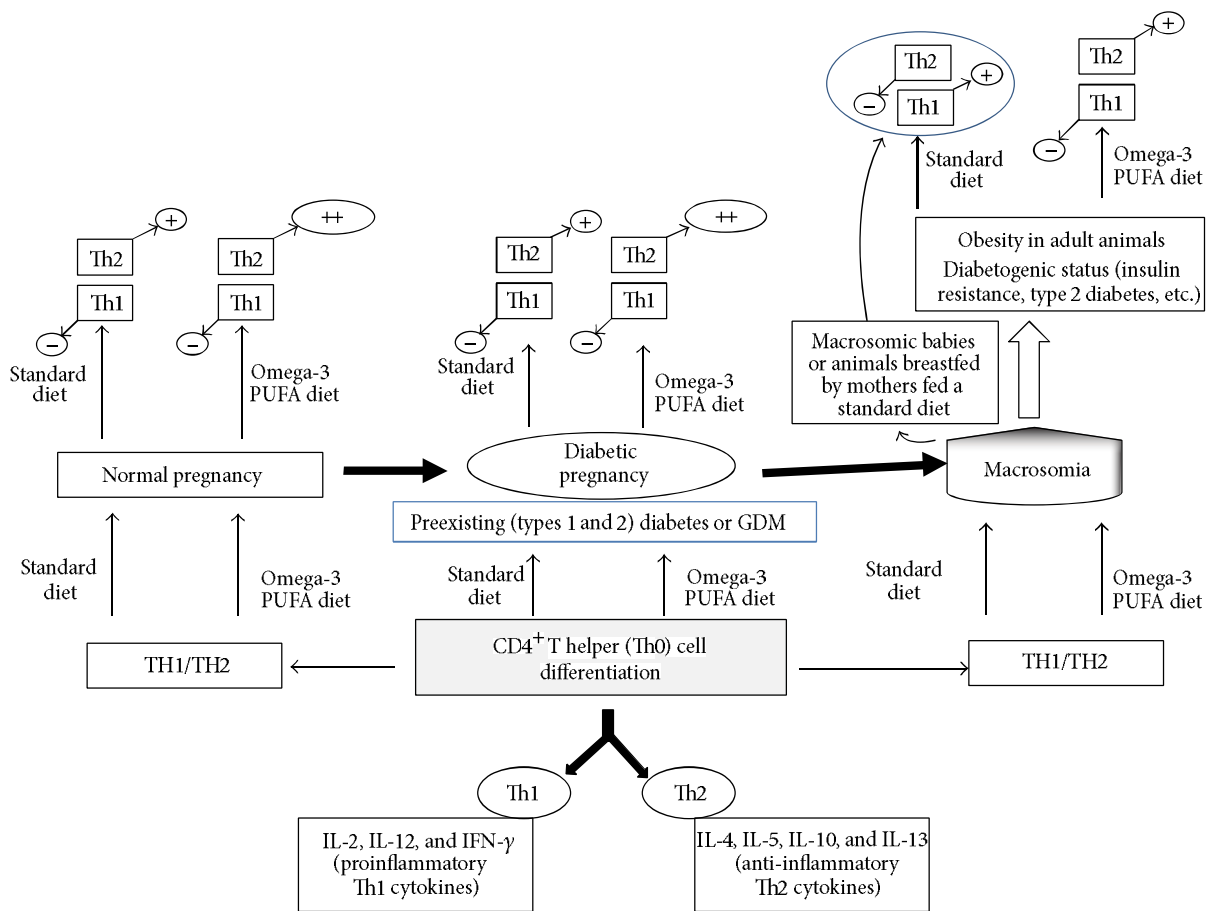 Th2
+
−
Th1
Standard
diet
Th2
+
Th1
−
Omega-3
PUFA diet
Th2
+
Th1
−
Standard
diet
Th2
++
Th1
−
Omega-3
PUFA diet
Th2
+
Th1
−
Standard
diet
Th2
++
Th1
−
Omega-3
PUFA diet
Obesity in adult animals
Diabetogenic status (insulin
resistance, type 2 diabetes, etc.)
Macrosomic babies
or animals breastfed
by mothers fed a
standard diet
Normal pregnancy
Diabetic
pregnancy
Macrosomia
Preexisting (types 1 and 2) diabetes or GDM
Standard
diet
Omega-3
PUFA diet
Standard
diet
Omega-3
PUFA diet
Standard
diet
Omega-3
PUFA diet
TH1/TH2
CD4+ T helper (Th0) cell
differentiation
TH1/TH2
Th1
Th2
IL-2, IL-12, and IFN-γ
(proinflammatory
Th1 cytokines)
IL-4, IL-5, IL-10, and IL-13
(anti-inflammatory
Th2 cytokines)